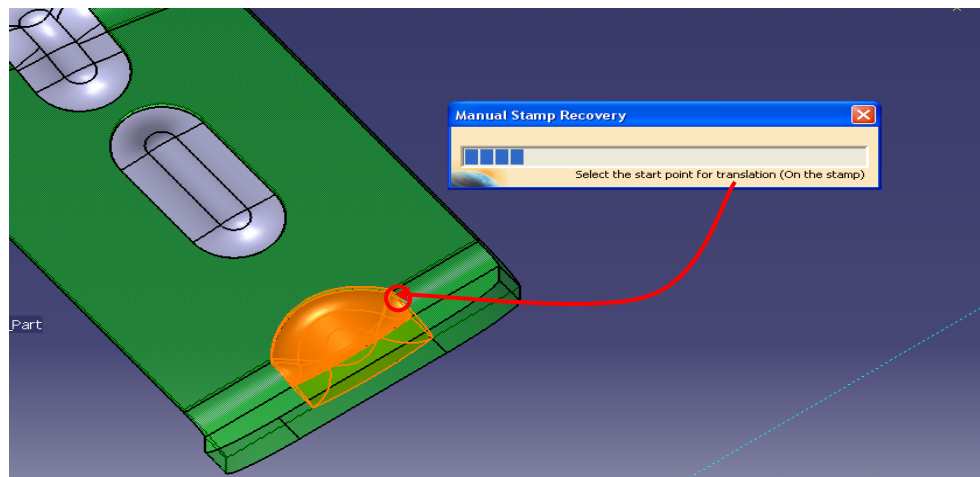 Manual Stamp Recovery
Select the start point for translation (On the stamp)
_Part